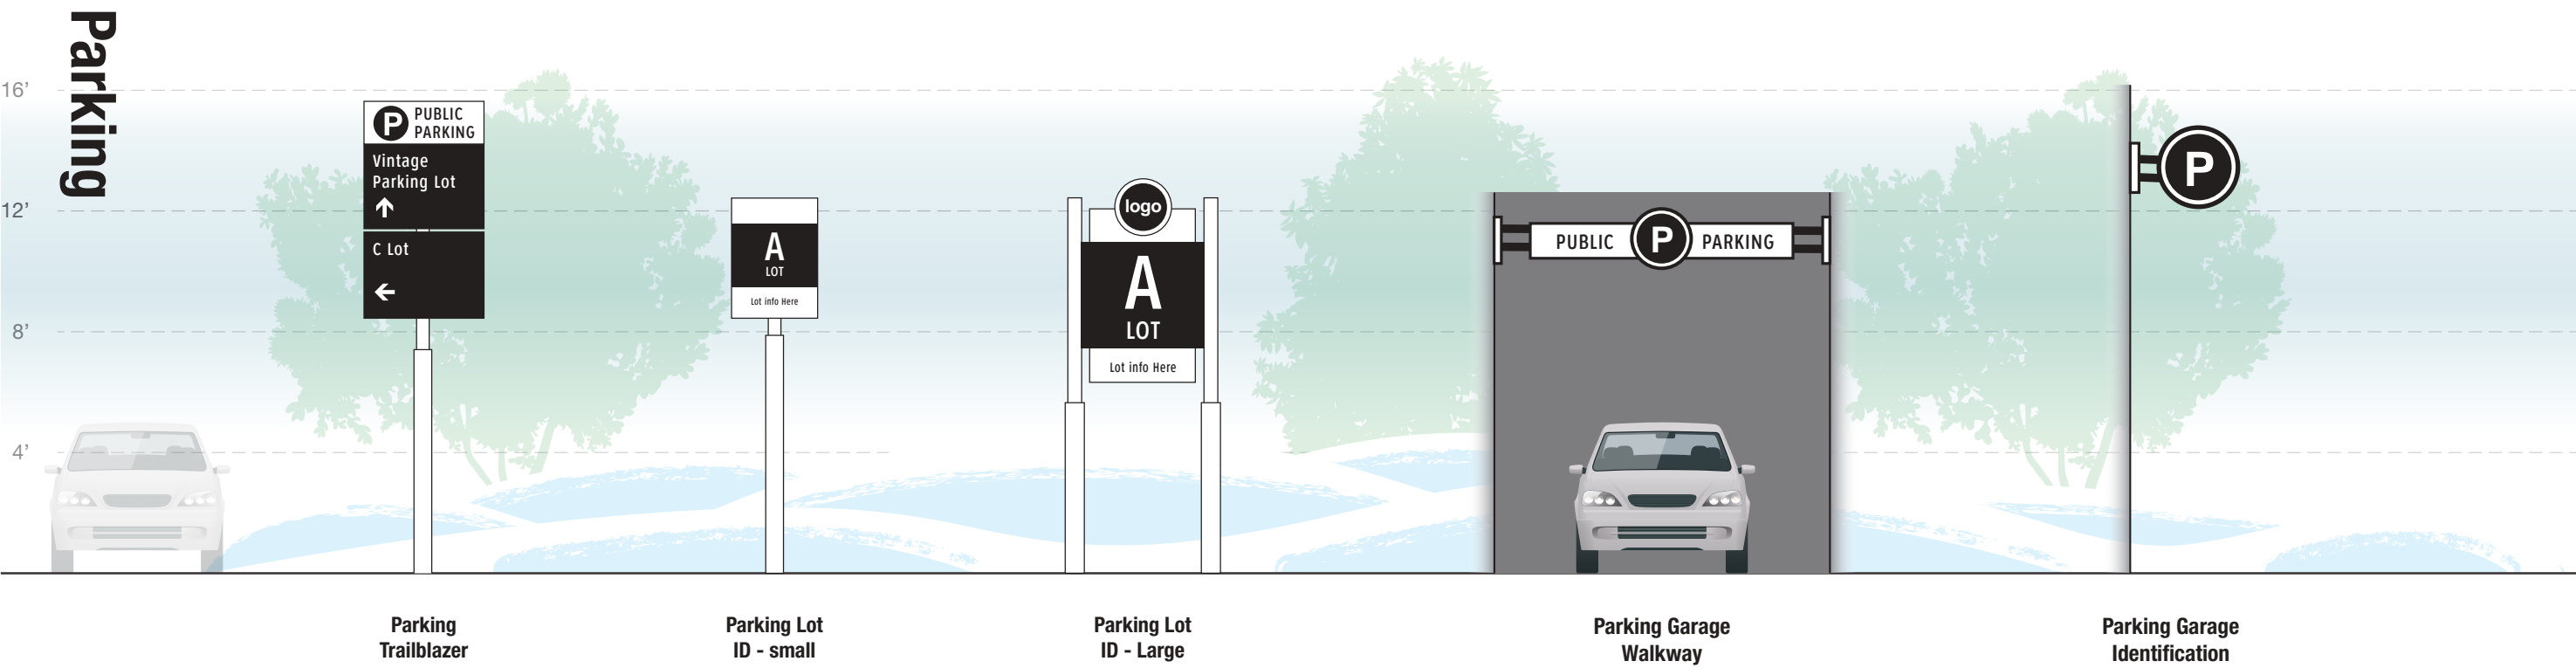 Parking
16’
12’
8’
4’
P PUBLIC
PARKING
Vintage
Parking Lot
↑
C Lot
←
A
LOT
Lot info Here
logo
A
LOT
Lot info Here
PUBLIC P PARKING
P
Parking
Trailblazer
Parking Lot
ID - small
Parking Lot
ID - Large
Parking Garage
Walkway
Parking Garage
Identification